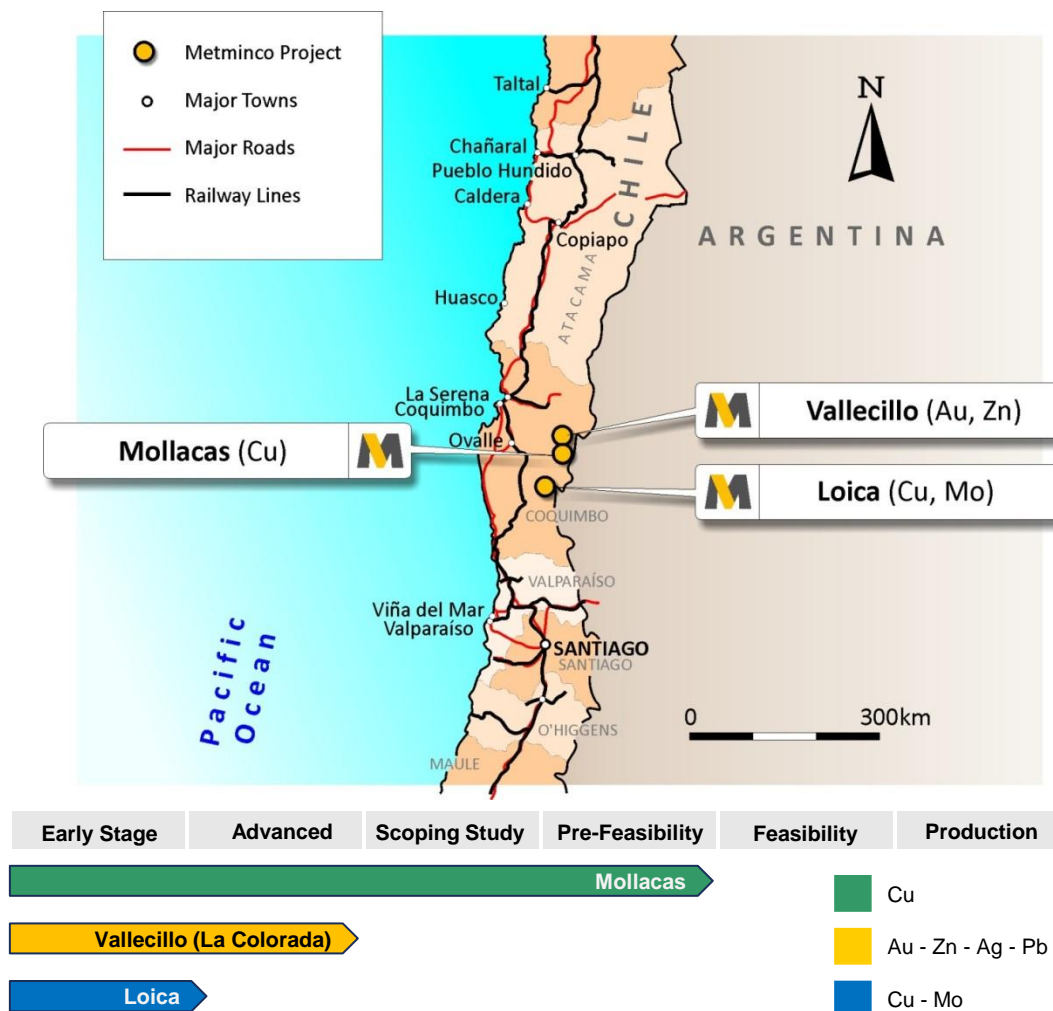 Metminco Project
Major Towns
Major Roads
Railway Lines
N
Taltal
CHILE
Chañaral
Pueblo Hundido
Caldera
ARGENTINA
Copiapo
ATACAMA
Huasco
La Serena
Coquimbo
Vallecillo (Au, Zn)
Mollacas (Cu)
Ovalle
Loica (Cu, Mo)
COQUIMBO
VALPARAÍSO
Viña del Mar
Valparaíso
SANTIAGO
SANTIAGO
Pacific
Ocean
0 300km
O'HIGGENS
MAULE
Early Stage Advanced Scoping Study Pre-Feasibility Feasibility Production
Mollacas
Cu
Vallecillo (La Colorada)
Au - Zn - Ag - Pb
Loica
Cu - Mo